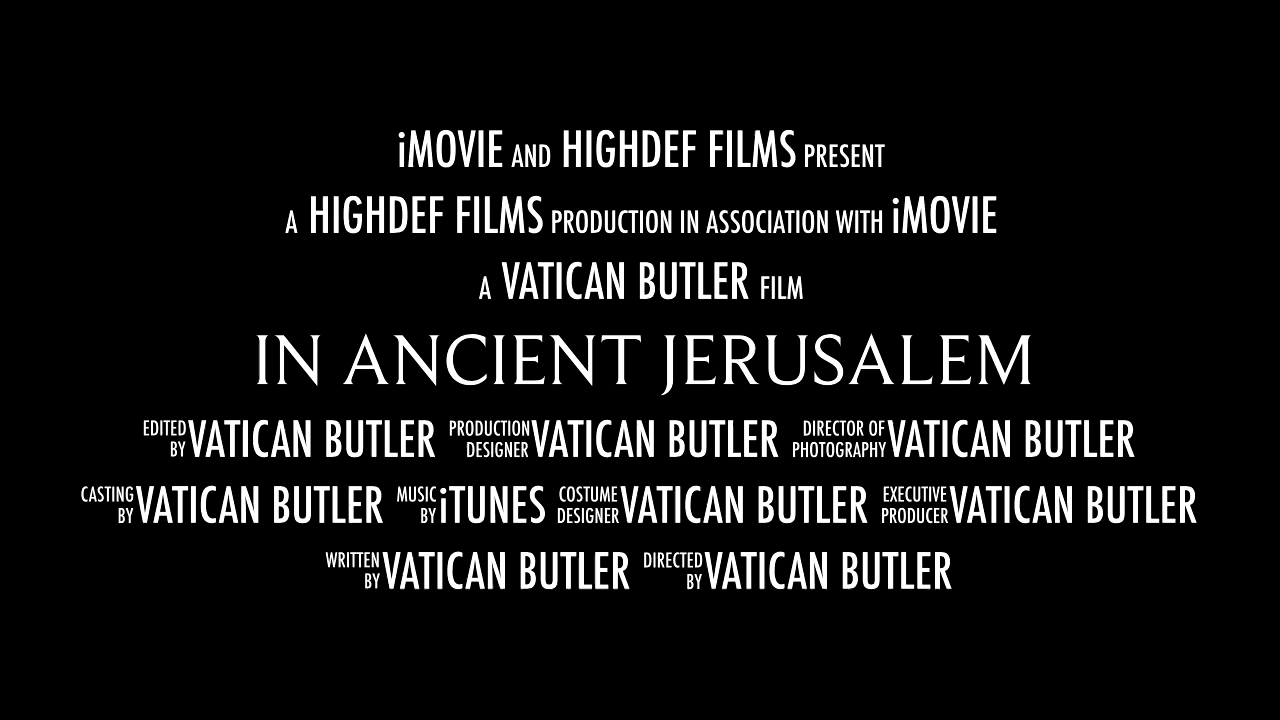 iMOVIE AND HIGHDEF FILMS PRESENT
A HIGHDEF FILMS PRODUCTION IN ASSOCIATION WITH iMOVIE
A VATICAN BUTLER FILM
IN ANCIENT JERUSALEM
EDITED BY VATICAN BUTLER PRODUCTION DESIGNER VATICAN BUTLER DIRECTOR OF PHOTOGRAPHY VATICAN BUTLER
CASTING BY VATICAN BUTLER MUSIC BY iTUNES COSTUME DESIGNER VATICAN BUTLER EXECUTIVE PRODUCER VATICAN BUTLER
WRITTEN BY VATICAN BUTLER DIRECTED BY VATICAN BUTLER